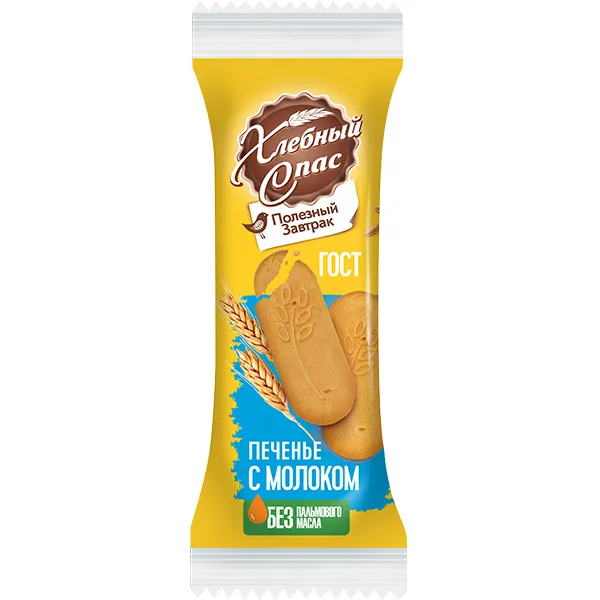 Хлебный
Спас
Полезный
Завтрак
ГОСТ
ПЕЧЕНЬЕ
С МОЛОКОМ
БЕЗ ПАЛЬМОВОГО
МАСЛА